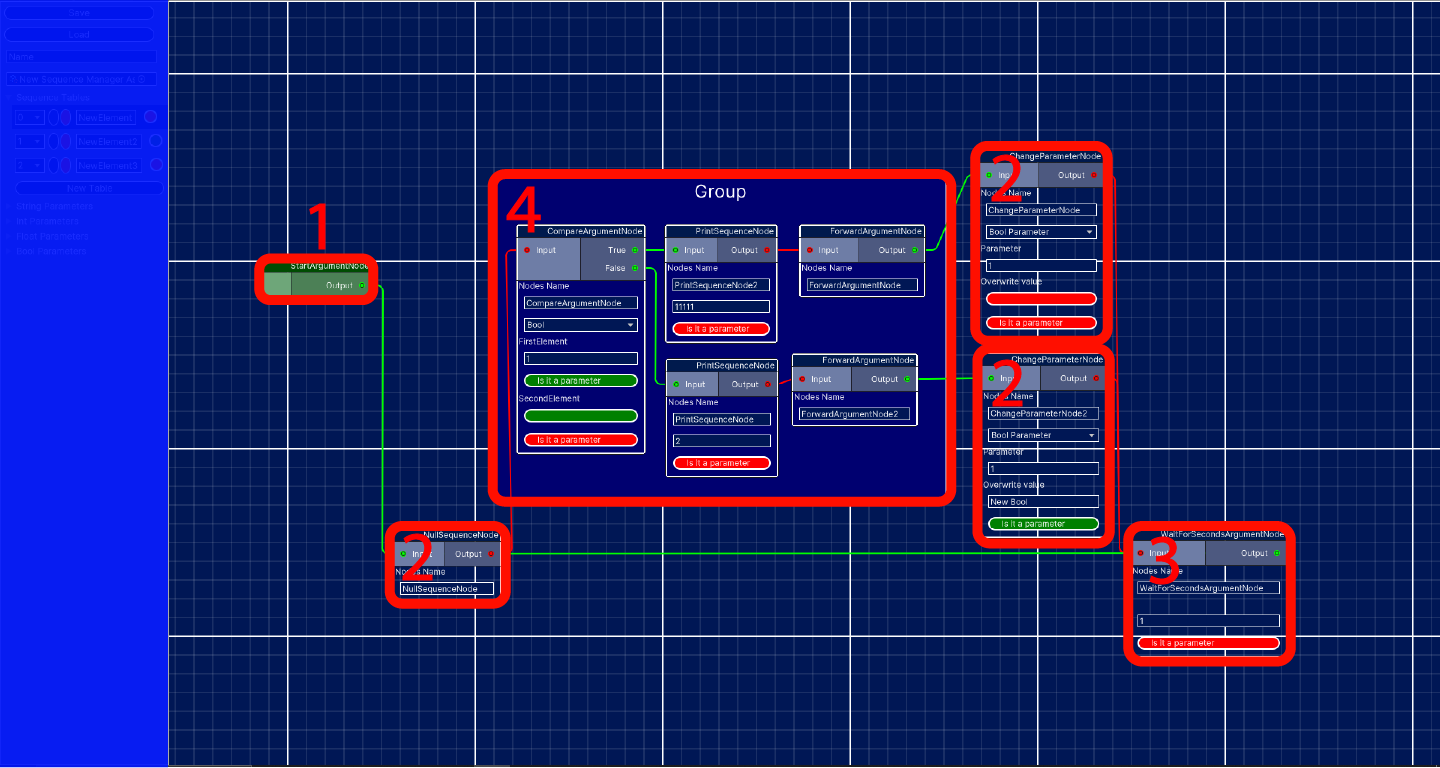 Save
Load
Name
New Sequence Manager As
Sequence Tables
0
NewElement
1
NewElement2
2
NewElement3
New Table
String Parameters
Int Parameters
Float Parameters
Bool Parameters
1
StartArgumentNode
Output
2
NullSequenceNode
Input Output
Nodes Name
NullSequenceNode
4
Group
CompareArgumentNode
Input True
False
Nodes Name
CompareArgumentNode
Bool
FirstElement
1
Is it a parameter
SecondElement
Is it a parameter
PrintSequenceNode
Input Output
Nodes Name
PrintSequenceNode2
11111
Is it a parameter
ForwardArgumentNode
Input Output
Nodes Name
ForwardArgumentNode
PrintSequenceNode
Input Output
Nodes Name
PrintSequenceNode
2
Is it a parameter
ForwardArgumentNode
Input Output
Nodes Name
ForwardArgumentNode2
2
ChangeParameterNode
Input Output
Nodes Name
ChangeParameterNode
Bool Parameter
Parameter
1
Overwrite value
Is it a parameter
2
ChangeParameterNode
Input Output
Nodes Name
ChangeParameterNode2
Bool Parameter
Parameter
1
Overwrite value
New Bool
Is it a parameter
3
WaitForSecondsArgumentNode
Input Output
Nodes Name
WaitForSecondsArgumentNode
1
Is it a parameter